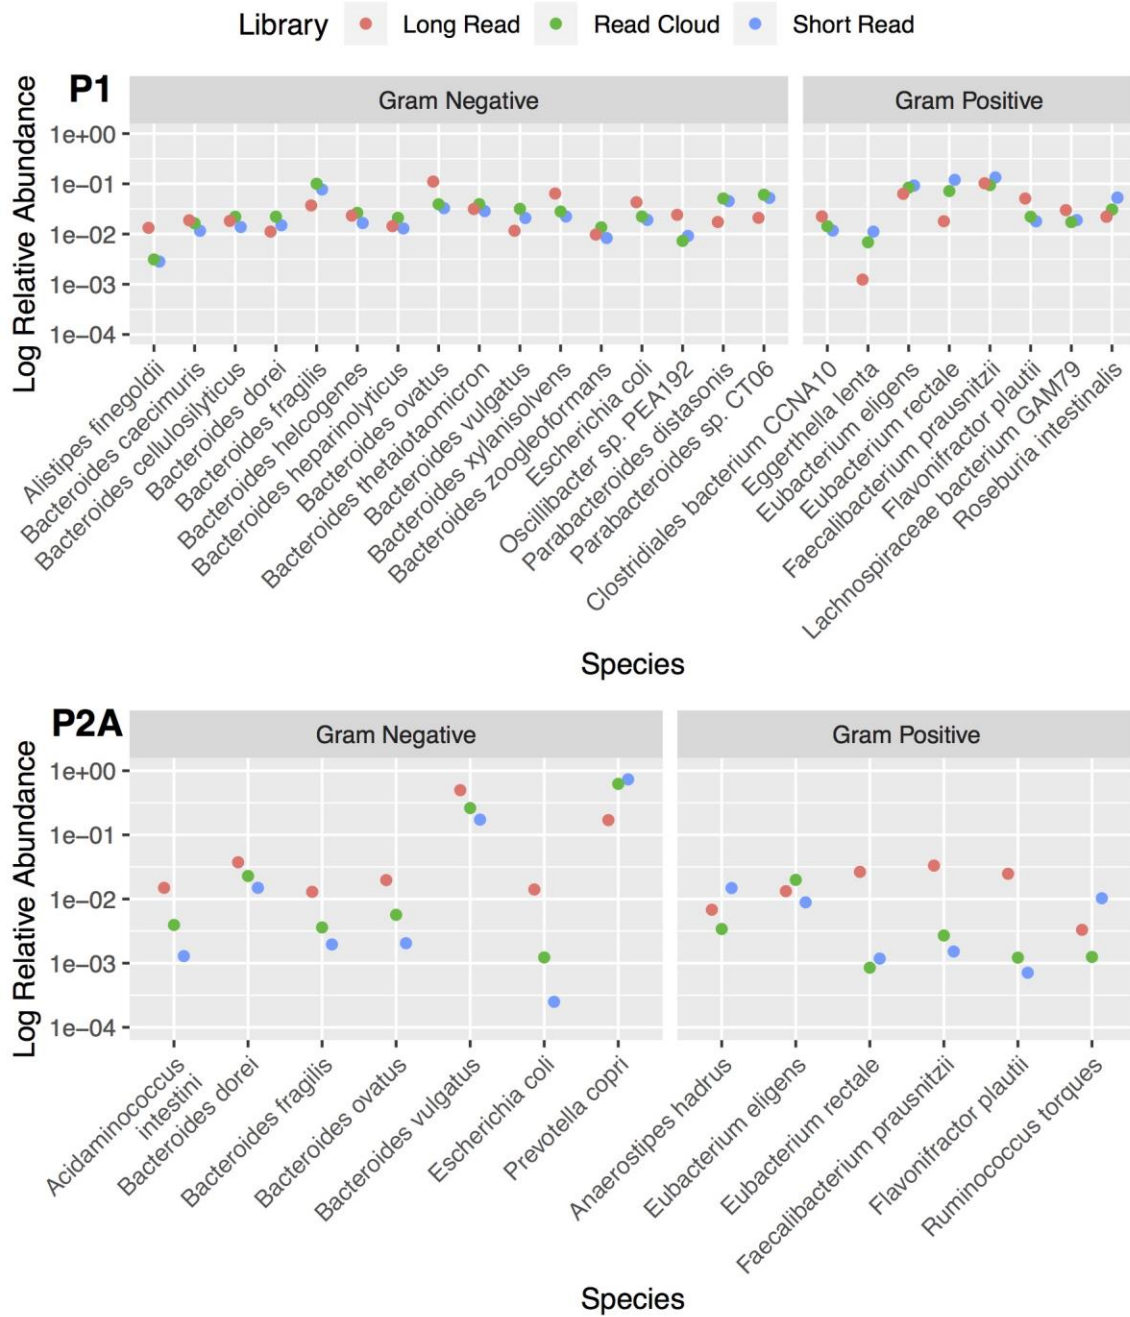 Library Long Read Read Cloud Short Read
P1
Gram Negative Gram Positive
Log Relative Abundance
1e+00
1e-01
1e-02
1e-03
1e-04
Alistipes finegoldii
Bacteroides caecimuris
Bacteroides cellulosilyticus
Bacteroides dorei
Bacteroides fragilis
Bacteroides helcogenes
Bacteroides heparinolyticus
Bacteroides ovatus
Bacteroides thetaiotaomicron
Bacteroides vulgatus
Bacteroides xylanisolvens
Bacteroides zoogleoformans
Escherichia coli
Oscillibacter sp. PEA192
Parabacteroides distasonis
Parabacteroides sp. CT06
Clostridiales bacterium CCNA10
Eggerthella lenta
Eubacterium eligens
Eubacterium rectale
Faecalibacterium prausnitzii
Flavonifractor plautii
Lachnospiraceae bacterium GAM79
Roseburia intestinalis
Species
P2A
Gram Negative Gram Positive
Log Relative Abundance
1e+00
1e-01
1e-02
1e-03
1e-04
Acidaminococcus
intestini
Bacteroides dorei
Bacteroides fragilis
Bacteroides ovatus
Bacteroides vulgatus
Escherichia coli
Prevotella copri
Anaerostipes hadrus
Eubacterium eligens
Eubacterium rectale
Faecalibacterium prausnitzii
Flavonifractor plautii
Ruminococcus torques
Species